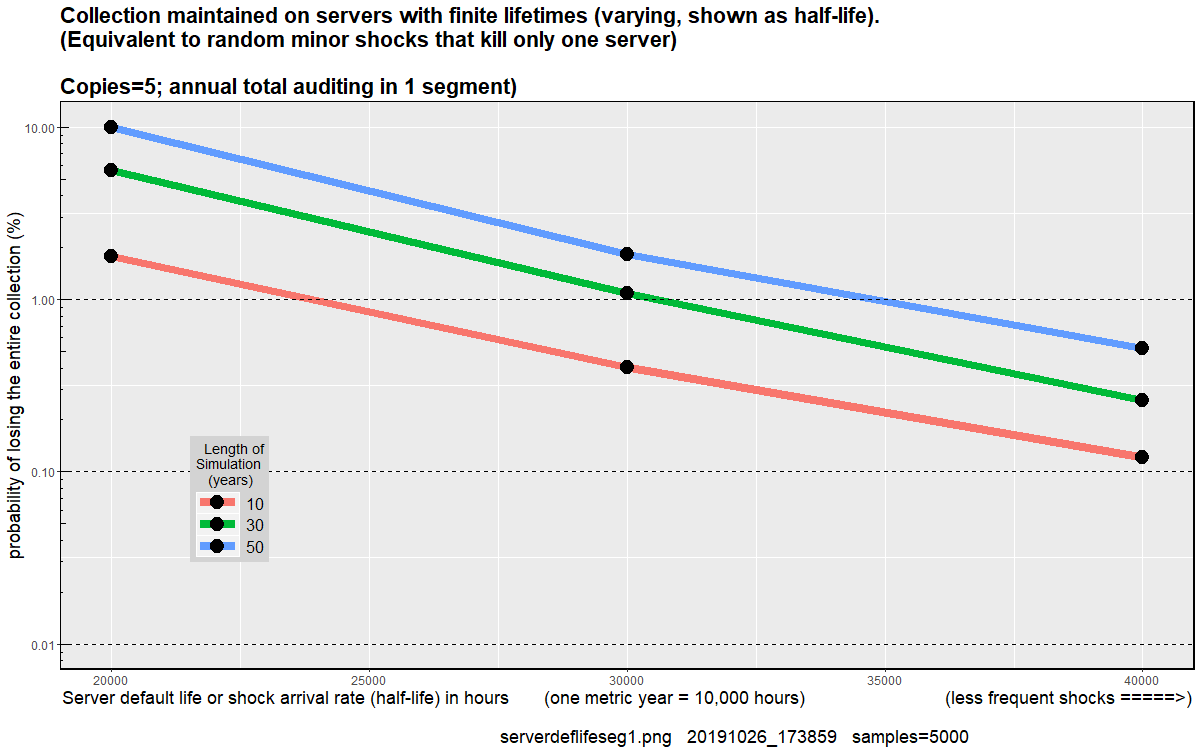 Collection maintained on servers with finite lifetimes (varying, shown as half-life).
(Equivalent to random minor shocks that kill only one server)
Copies=5; annual total auditing in 1 segment)
probability of losing the entire collection (%)
10.00
1.00
0.10
0.01
Length of
Simulation
(years)
10
30
50
20000 25000 30000 35000 40000
Server default life or shock arrival rate (half-life) in hours (one metric year = 10,000 hours) (less frequent shocks =====>)
serverdeflifeseg1.png 20191026_173859 samples=5000